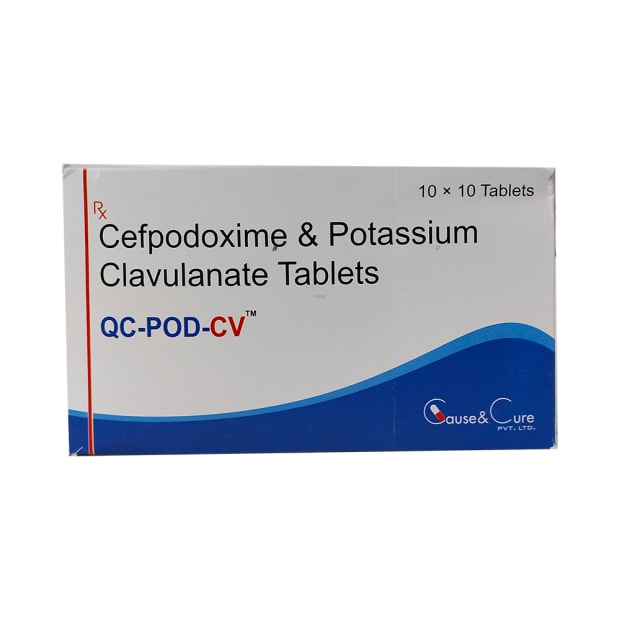 10 × 10 Tablets
Rx
Cefpodoxime & Potassium
Clavulanate Tablets
QC-POD-CV™
Cause & Cure
PVT. LTD.